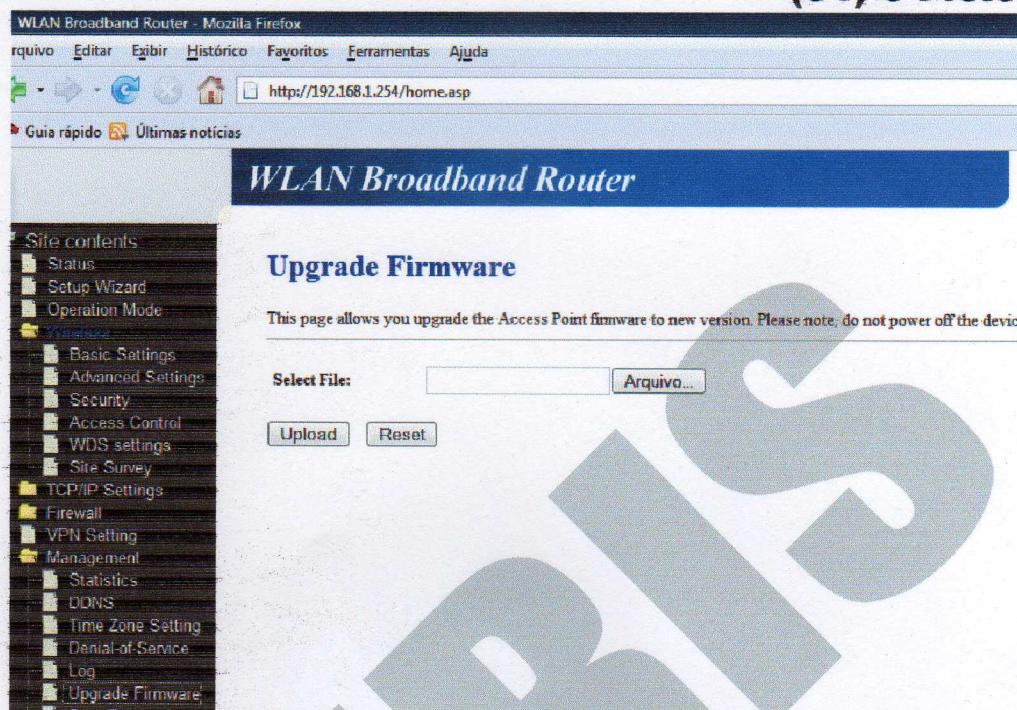 WLAN Broadband Router - Mozilla Firefox
rquivo Editar Exibir Histórico Favoritos Ferramentas Ajuda
http://192.168.1.254/home.asp
Guia rápido Últimas notícias
WLAN Broadband Router
Site contents
Status
Setup Wizard
Operation Mode
Wireless
Basic Settings
Advanced Settings
Security
Access Control
WDS settings
Site Survey
TCP/IP Settings
Firewall
VPN Setting
Management
Statistics
DDNS
Time Zone Setting
Denial-of-Service
Log
Upgrade Firmware
Upgrade Firmware
This page allows you upgrade the Access Point firmware to new version. Please note, do not power off the devic
Select File:
Arquivo...
Upload Reset
RIS